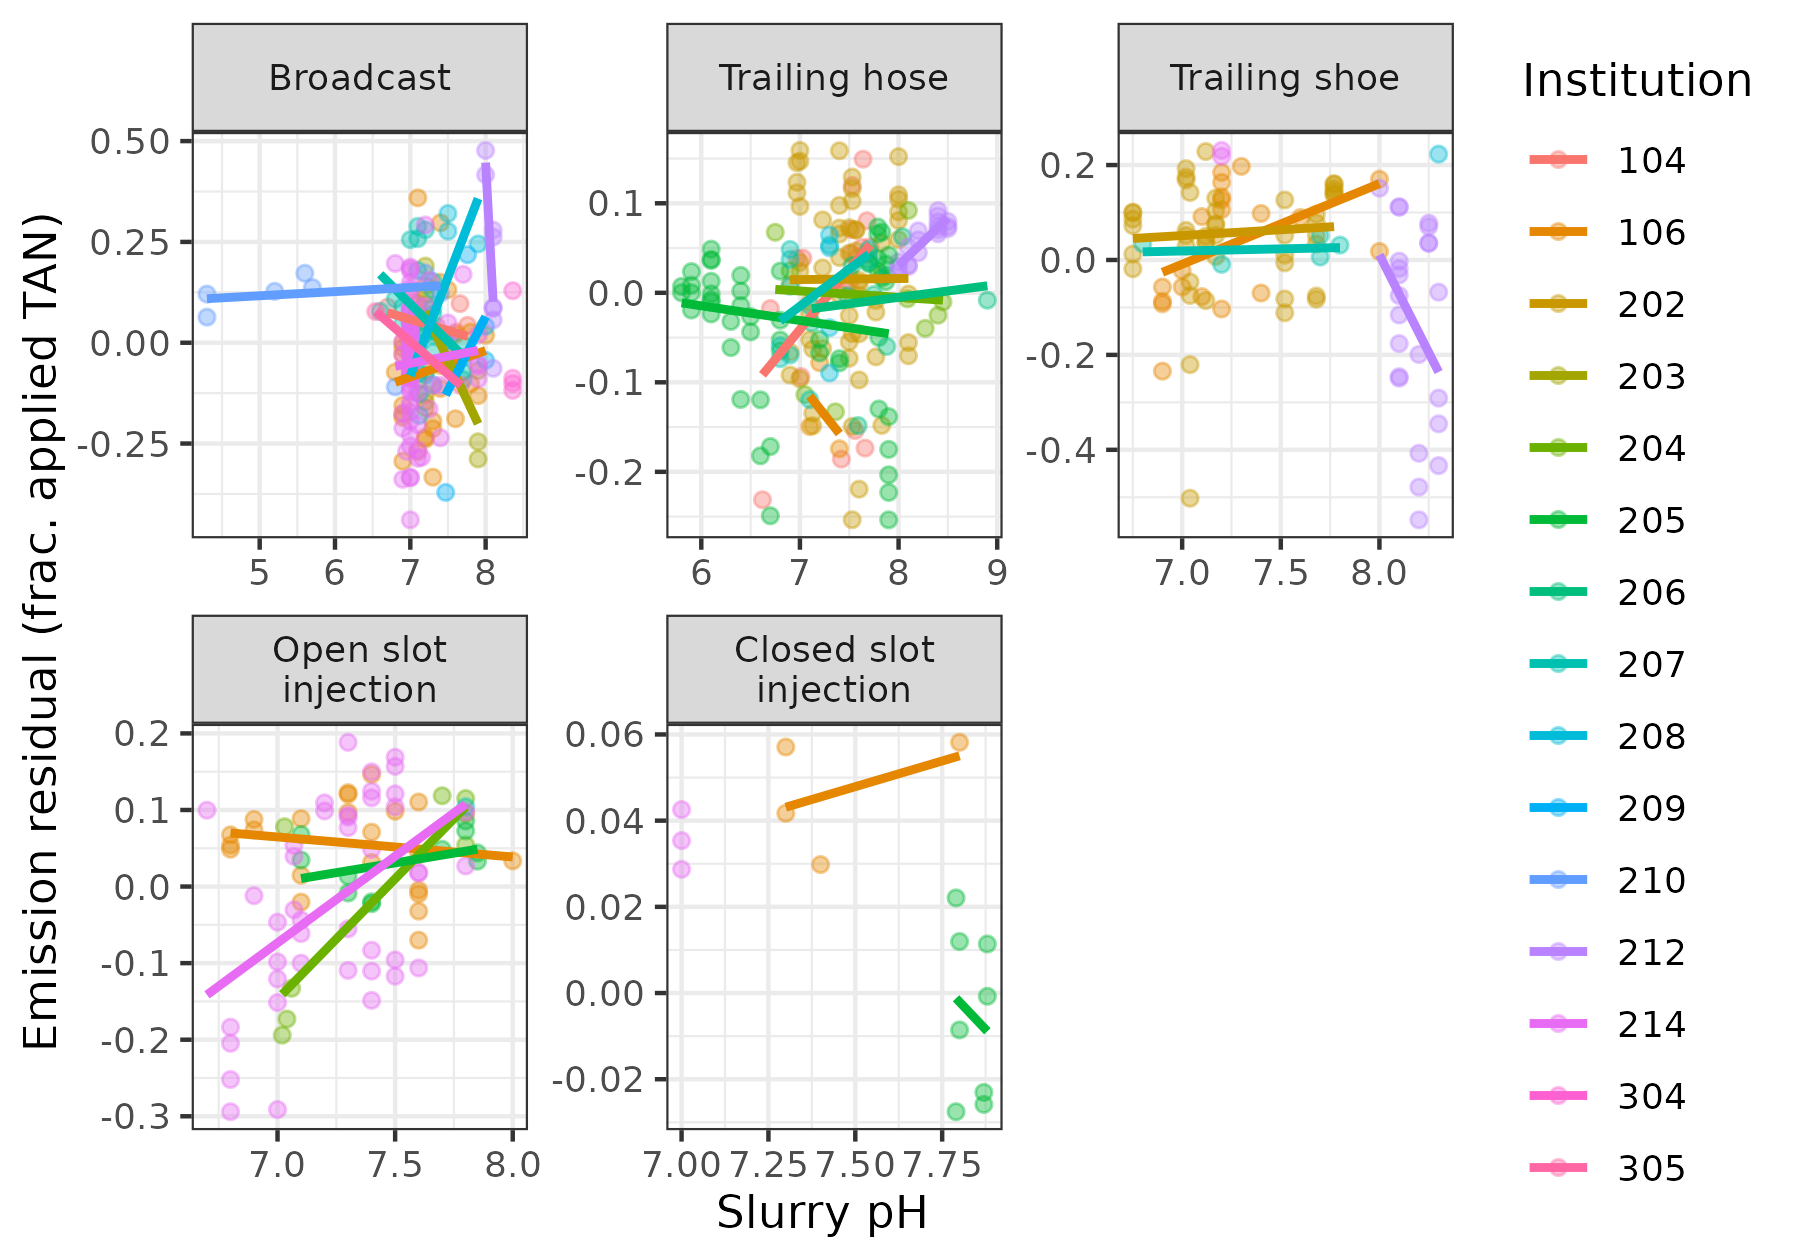 Broadcast
Trailing hose
Trailing shoe
Institution
104
106
202
203
204
205
206
207
208
209
210
212
214
304
305
Emission residual (frac. applied TAN)
0.50
0.25
0.00
-0.25
5 6 7 8
0.1
0.0
-0.1
-0.2
6 7 8 9
0.2
0.0
-0.2
-0.4
7.0 7.5 8.0
Open slot
injection
Closed slot
injection
0.2
0.1
0.0
-0.1
-0.2
-0.3
7.0 7.5 8.0
0.06
0.04
0.02
0.00
-0.02
7.00 7.25 7.50 7.75
Slurry pH